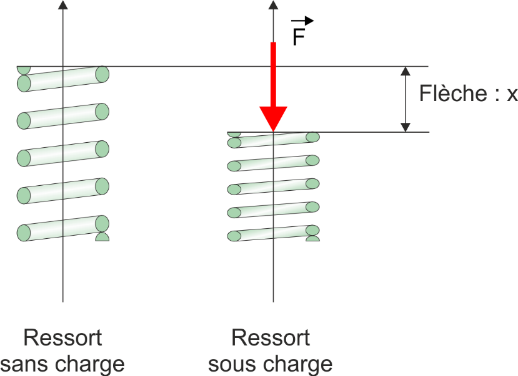 F
Flèche : x
Ressort
sans charge
Ressort
sous charge